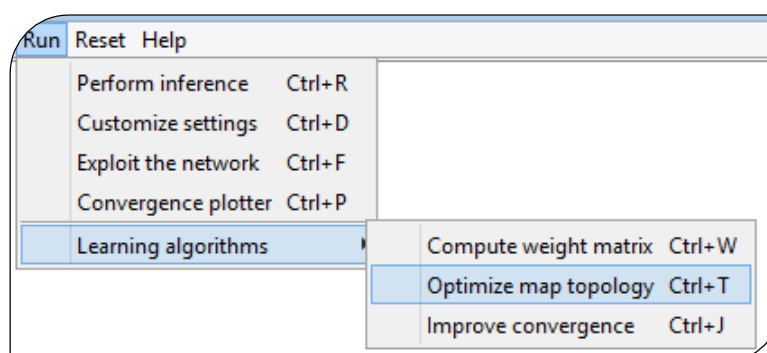 Run Reset Help
Perform inference Ctrl+R
Customize settings Ctrl+D
Exploit the network Ctrl+F
Convergence plotter Ctrl+P
Learning algorithms
Compute weight matrix Ctrl+W
Optimize map topology Ctrl+T
Improve convergence Ctrl+J